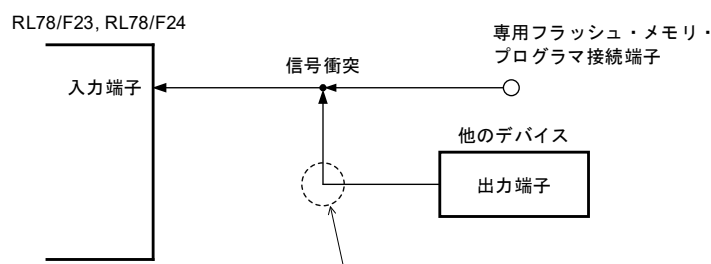 RL78/F23, RL78/F24
専用フラッシュ・メモリ・
プログラマ接続端子
信号衝突
入力端子
他のデバイス
出力端子